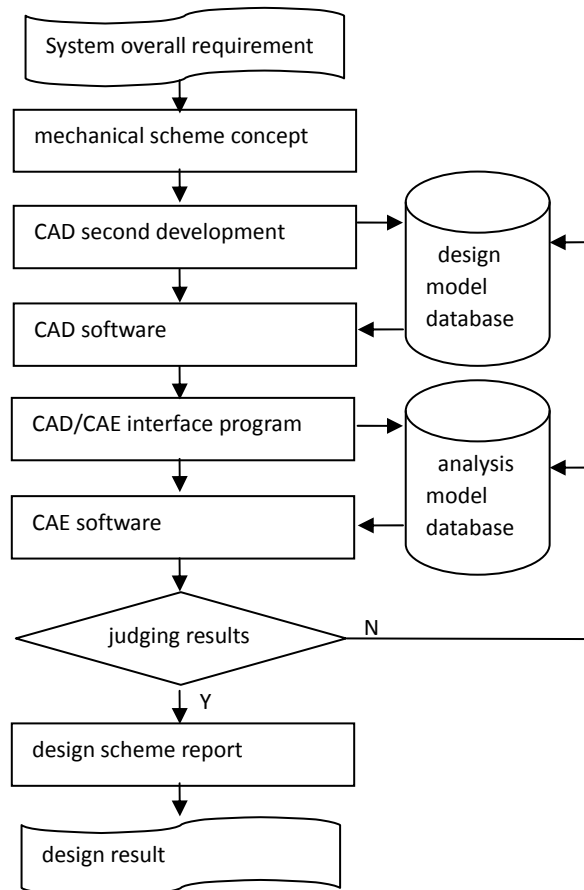 System overall requirement
mechanical scheme concept
CAD second development
design
model
database
CAD software
CAD/CAE interface program
analysis
model
database
CAE software
judging results
N
Y
design scheme report
design result